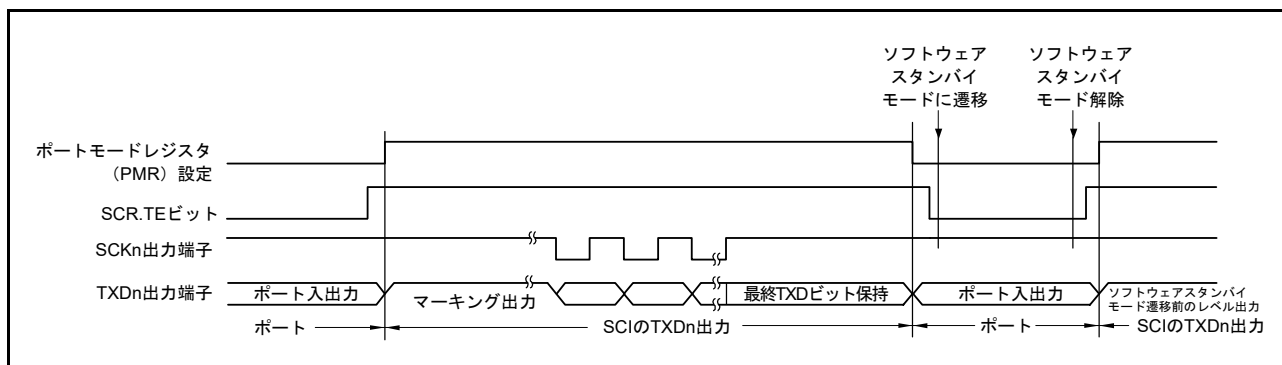 ソフトウェア
スタンバイ
モードに遷移
ソフトウェア
スタンバイ
モード解除
ポートモードレジスタ
（PMR）設定
SCR.TEビット
SCKn出力端子
TXDn出力端子
ポート入出力
マーキング出力
最終TXDビット保持
ポート入出力
ソフトウェアスタンバイ
モード遷移前のレベル出力
ポート
SCIのTXDn出力
ポート
SCIのTXDn出力